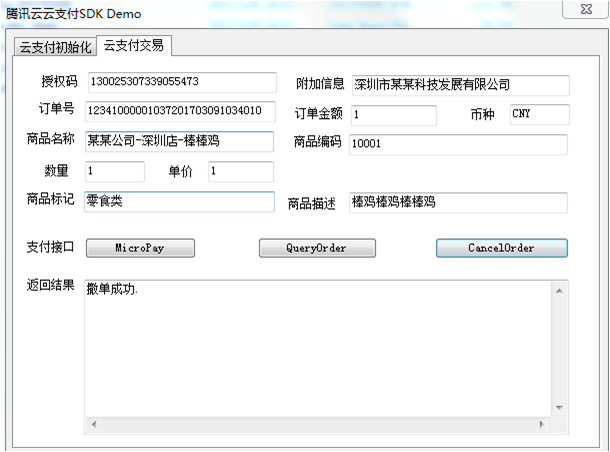 腾讯云云支付SDK Demo
云支付初始化 云支付交易
授权码 130025307339055473 附加信息 深圳市某某科技发展有限公司
订单号 12341000001037201703091034010 订单金额 1 币种 CNY
商品名称 某某公司-深圳店-棒棒鸡 商品编码 10001
数量 1 单价 1
商品标记 零食类 商品描述 棒鸡棒鸡棒棒鸡
支付接口 MicroPay QueryOrder CancelOrder
返回结果 撤单成功.